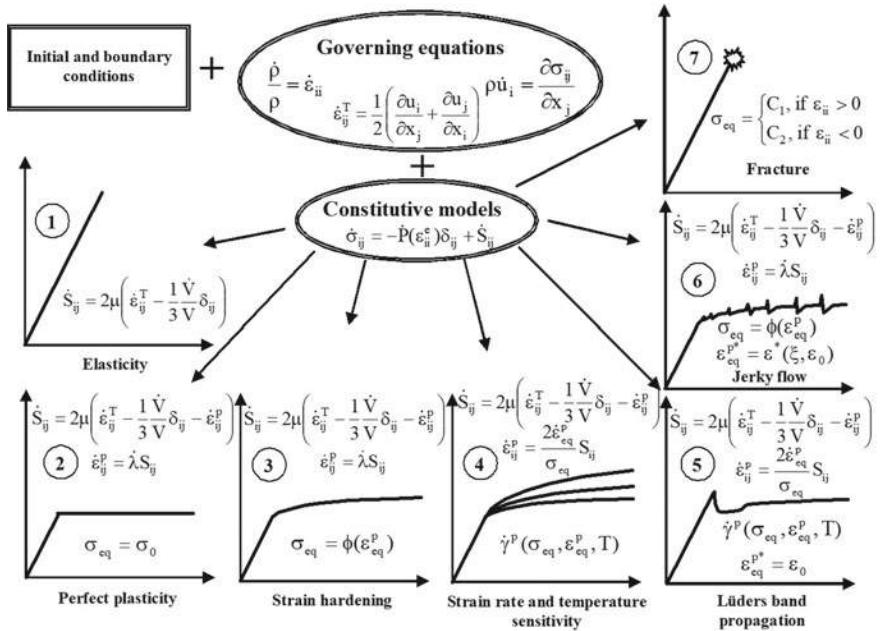 Initial and boundary
conditions
+
Governing equations
ρ̇/ρ = ε̇ᵢᵢ
ε̇ᵢⱼᵀ = 1/2 (∂uᵢ/∂xⱼ + ∂uⱼ/∂xᵢ)
ρu̇ᵢ = ∂σᵢⱼ/∂xⱼ
+
Constitutive models
σ̇ᵢⱼ = –Ṗ(εᵢᵢᵉ)δᵢⱼ + Ṡᵢⱼ
7
σ_eq = {C₁, if εᵢᵢ > 0
C₂, if εᵢᵢ < 0
Fracture
1
Ṡᵢⱼ = 2μ(ε̇ᵢⱼᵀ – 1/3 V̇/V δᵢⱼ)
Elasticity
Ṡᵢⱼ = 2μ(ε̇ᵢⱼᵀ – 1/3 V̇/V δᵢⱼ – ε̇ᵢⱼᵖ)
6
ε̇ᵢⱼᵖ = λ̇Sᵢⱼ
σ_eq = ϕ(ε_eqᵖ)
ε_eqᵖ* = ε*(ξ, ε₀)
Jerky flow
Ṡᵢⱼ = 2μ(ε̇ᵢⱼᵀ – 1/3 V̇/V δᵢⱼ – ε̇ᵢⱼᵖ)
2
ε̇ᵢⱼᵖ = λ̇Sᵢⱼ
σ_eq = σ₀
Perfect plasticity
Ṡᵢⱼ = 2μ(ε̇ᵢⱼᵀ – 1/3 V̇/V δᵢⱼ – ε̇ᵢⱼᵖ)
3
ε̇ᵢⱼᵖ = λ̇Sᵢⱼ
σ_eq = ϕ(ε_eqᵖ)
Strain hardening
Ṡᵢⱼ = 2μ(ε̇ᵢⱼᵀ – 1/3 V̇/V δᵢⱼ – ε̇ᵢⱼᵖ)
4
ε̇ᵢⱼᵖ = 2ε̇_eqᵖ/σ_eq Sᵢⱼ
γ̇ᵖ(σ_eq, ε_eqᵖ, T)
Strain rate and temperature
sensitivity
Ṡᵢⱼ = 2μ(ε̇ᵢⱼᵀ – 1/3 V̇/V δᵢⱼ – ε̇ᵢⱼᵖ)
5
ε̇ᵢⱼᵖ = 2ε̇_eqᵖ/σ_eq Sᵢⱼ
γ̇ᵖ(σ_eq, ε_eqᵖ, T)
ε_eqᵖ* = ε₀
Lüders band
propagation